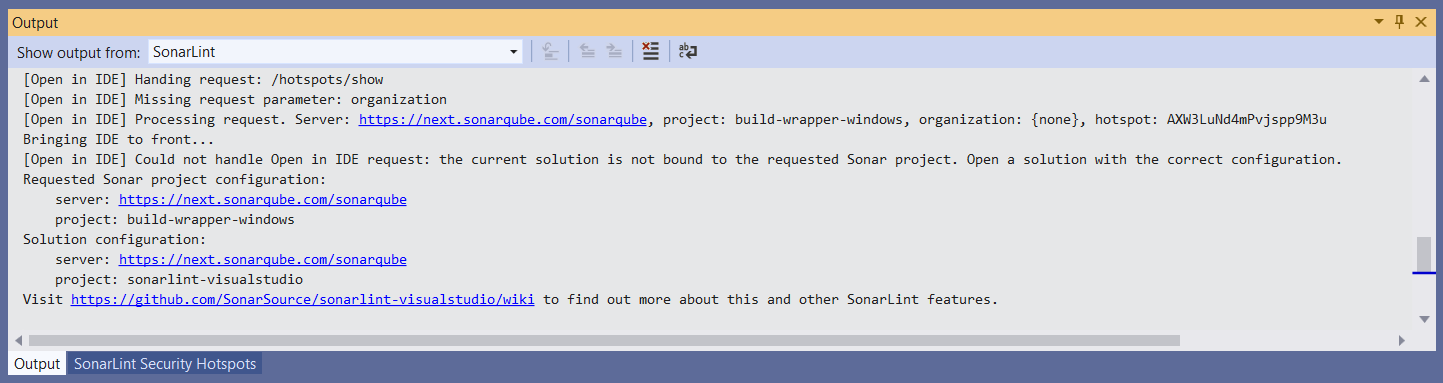 Output
Show output from: SonarLint
[Open in IDE] Handing request: /hotspots/show
[Open in IDE] Missing request parameter: organization
[Open in IDE] Processing request. Server: https://next.sonarqube.com/sonarqube, project: build-wrapper-windows, organization: {none}, hotspot: AXW3LuNd4mPvjspp9M3u
Bringing IDE to front...
[Open in IDE] Could not handle Open in IDE request: the current solution is not bound to the requested Sonar project. Open a solution with the correct configuration.
Requested Sonar project configuration:
    server: https://next.sonarqube.com/sonarqube
    project: build-wrapper-windows
Solution configuration:
    server: https://next.sonarqube.com/sonarqube
    project: sonarlint-visualstudio
Visit https://github.com/SonarSource/sonarlint-visualstudio/wiki to find out more about this and other SonarLint features.
Output SonarLint Security Hotspots